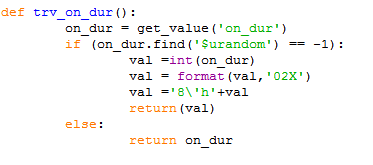 def trv_on_dur():
        on_dur = get_value('on_dur')
        if (on_dur.find('$urandom') == -1):
                val =int(on_dur)
                val = format(val,'02X')
                val ='8\'h'+val
                return(val)
        else:
                return on_dur